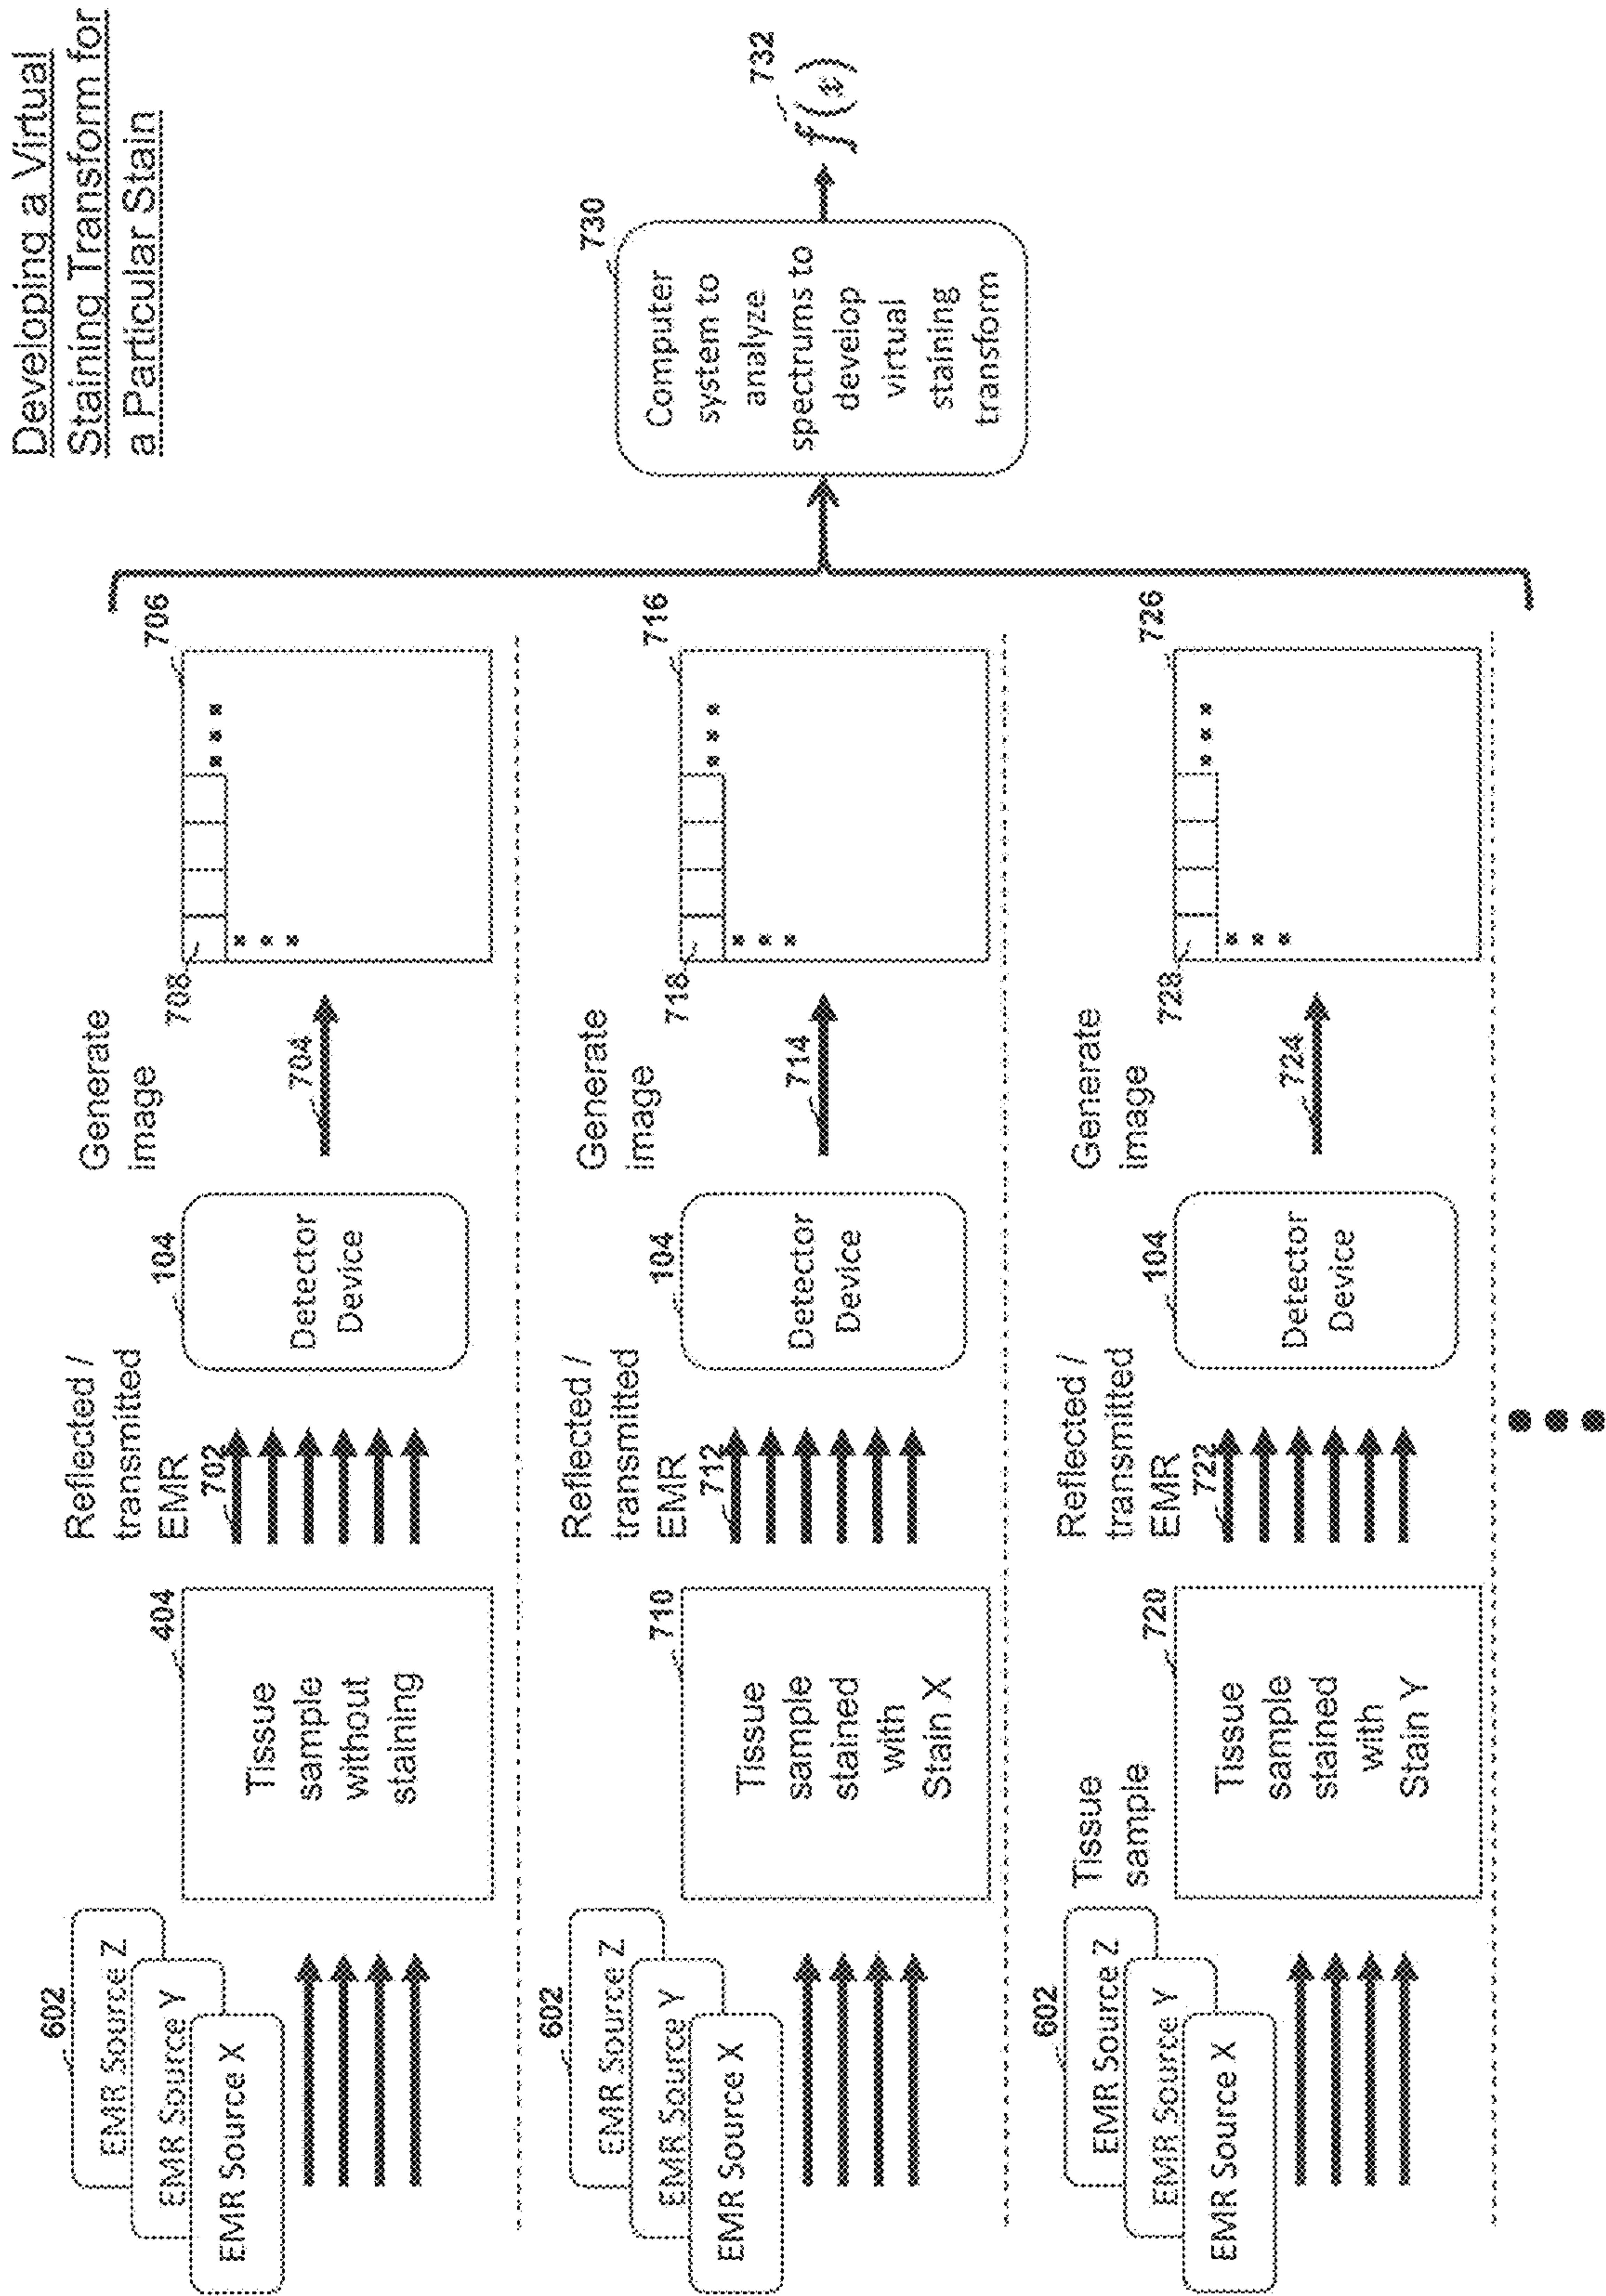 Developing a Virtual
Staining Transform for
a Particular Stain
602
EMR Source Z
EMR Source Y
EMR Source X
404
Tissue
sample
without
staining
Reflected /
transmitted
EMR
702
104
Detector
Device
Generate
image
704
706
708
602
EMR Source Z
EMR Source Y
EMR Source X
710
Tissue
sample
stained
with
Stain X
Reflected /
transmitted
EMR
712
104
Detector
Device
Generate
image
714
716
718
602
EMR Source Z
EMR Source Y
EMR Source X
Tissue
sample
720
Tissue
sample
stained
with
Stain Y
Reflected /
transmitted
EMR
722
104
Detector
Device
Generate
image
724
726
728
730
Computer
system to
analyze
spectrums to
develop
virtual
staining
transform
732